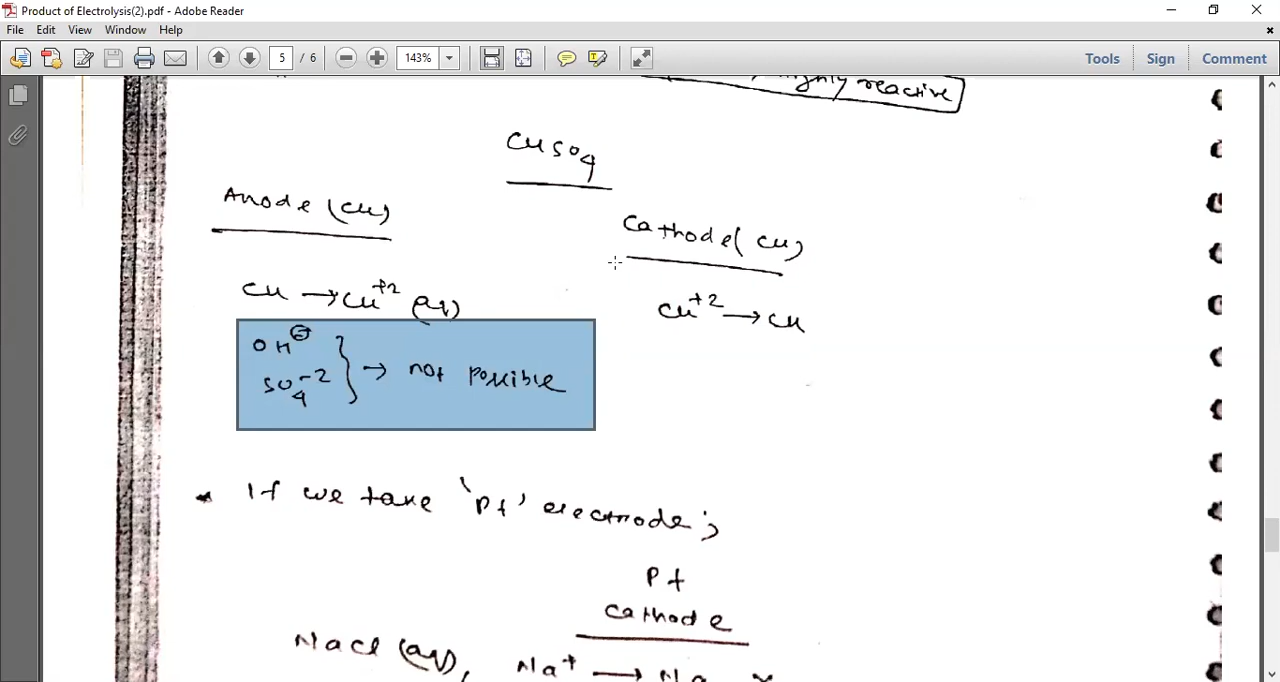 Product of Electrolysis(2).pdf - Adobe Reader
File Edit View Window Help
5 / 6 143% Tools Sign Comment
highly reactive
CuSO4
Anode (Cu)
Cathode (Cu)
Cu → Cu+2 (aq)
Cu+2 → Cu
OH⊖
SO4-2 } → not possible
* If we take 'Pt' electrode;
Pt
Cathode
NaCl (aq), Na+ → Na x